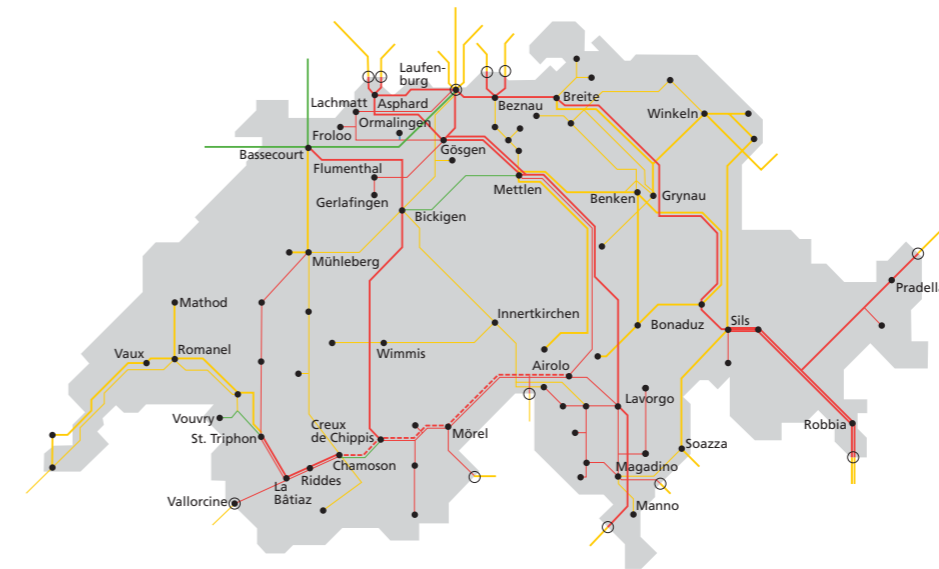 Laufen-
burg
Lachmatt
Asphard
Beznau
Breite
Winkeln
Ormalingen
Froloo
Gösgen
Bassecourt
Flumenthal
Gerlafingen
Mettlen
Benken
Grynau
Bickigen
Mühleberg
Pradella
Mathod
Innertkirchen
Bonaduz
Sils
Vaux
Romanel
Wimmis
Airolo
Lavorgo
Vouvry
St. Triphon
Creux
de Chippis
Mörel
Robbia
Soazza
Chamoson
Riddes
La
Bâtiaz
Magadino
Vallorcine
Manno